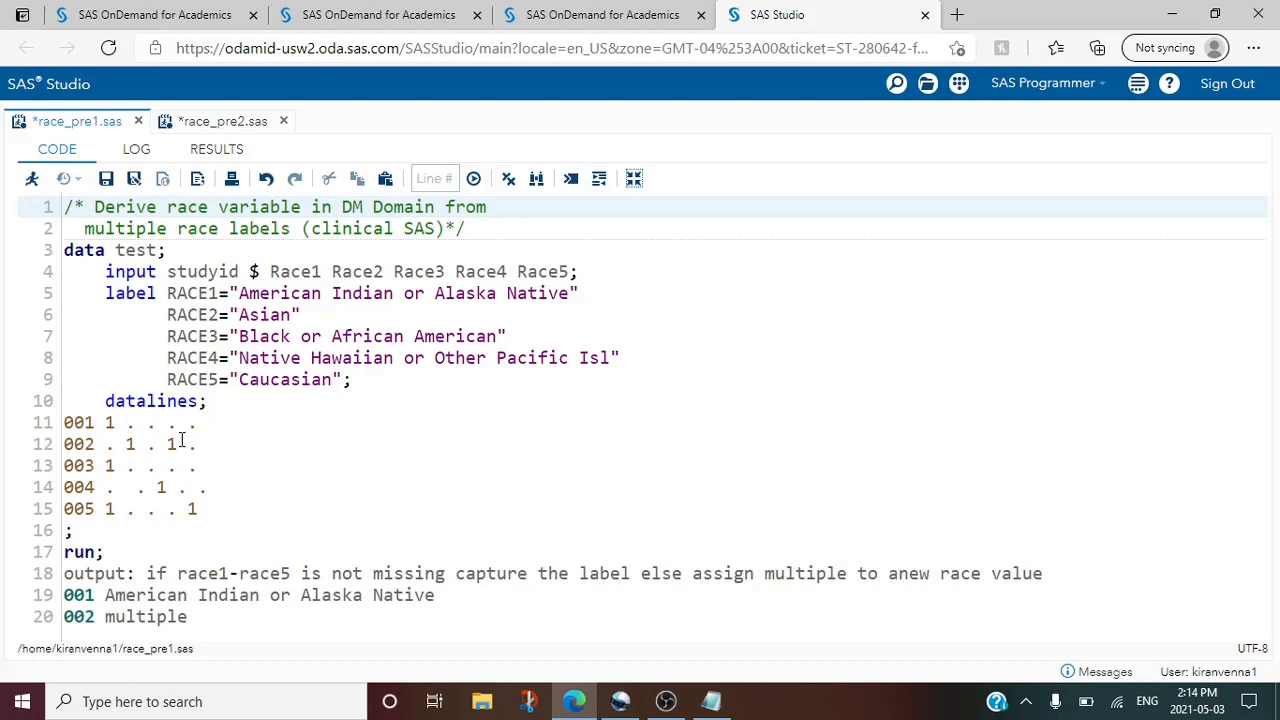 SAS OnDemand for Academics
SAS OnDemand for Academics
SAS OnDemand for Academics
SAS Studio
https://odamid-usw2.oda.sas.com/SASStudio/main?locale=en_US&zone=GMT-04%253A00&ticket=ST-280642-f...
Not syncing
SAS® Studio
SAS Programmer
Sign Out
*race_pre1.sas
*race_pre2.sas
CODE LOG RESULTS
Line #
1 /* Derive race variable in DM Domain from
2 multiple race labels (clinical SAS)*/
3 data test;
4 input studyid $ Race1 Race2 Race3 Race4 Race5;
5 label RACE1="American Indian or Alaska Native"
6 RACE2="Asian"
7 RACE3="Black or African American"
8 RACE4="Native Hawaiian or Other Pacific Isl"
9 RACE5="Caucasian";
10 datalines;
11 001 1 . . . .
12 002 . 1 . 1 .
13 003 1 . . . .
14 004 . . 1 . .
15 005 1 . . . 1
16 ;
17 run;
18 output: if race1-race5 is not missing capture the label else assign multiple to anew race value
19 001 American Indian or Alaska Native
20 002 multiple
/home/kiranvenna1/race_pre1.sas
UTF-8
Messages
User: kiranvenna1
Type here to search
2:14 PM
2021-05-03